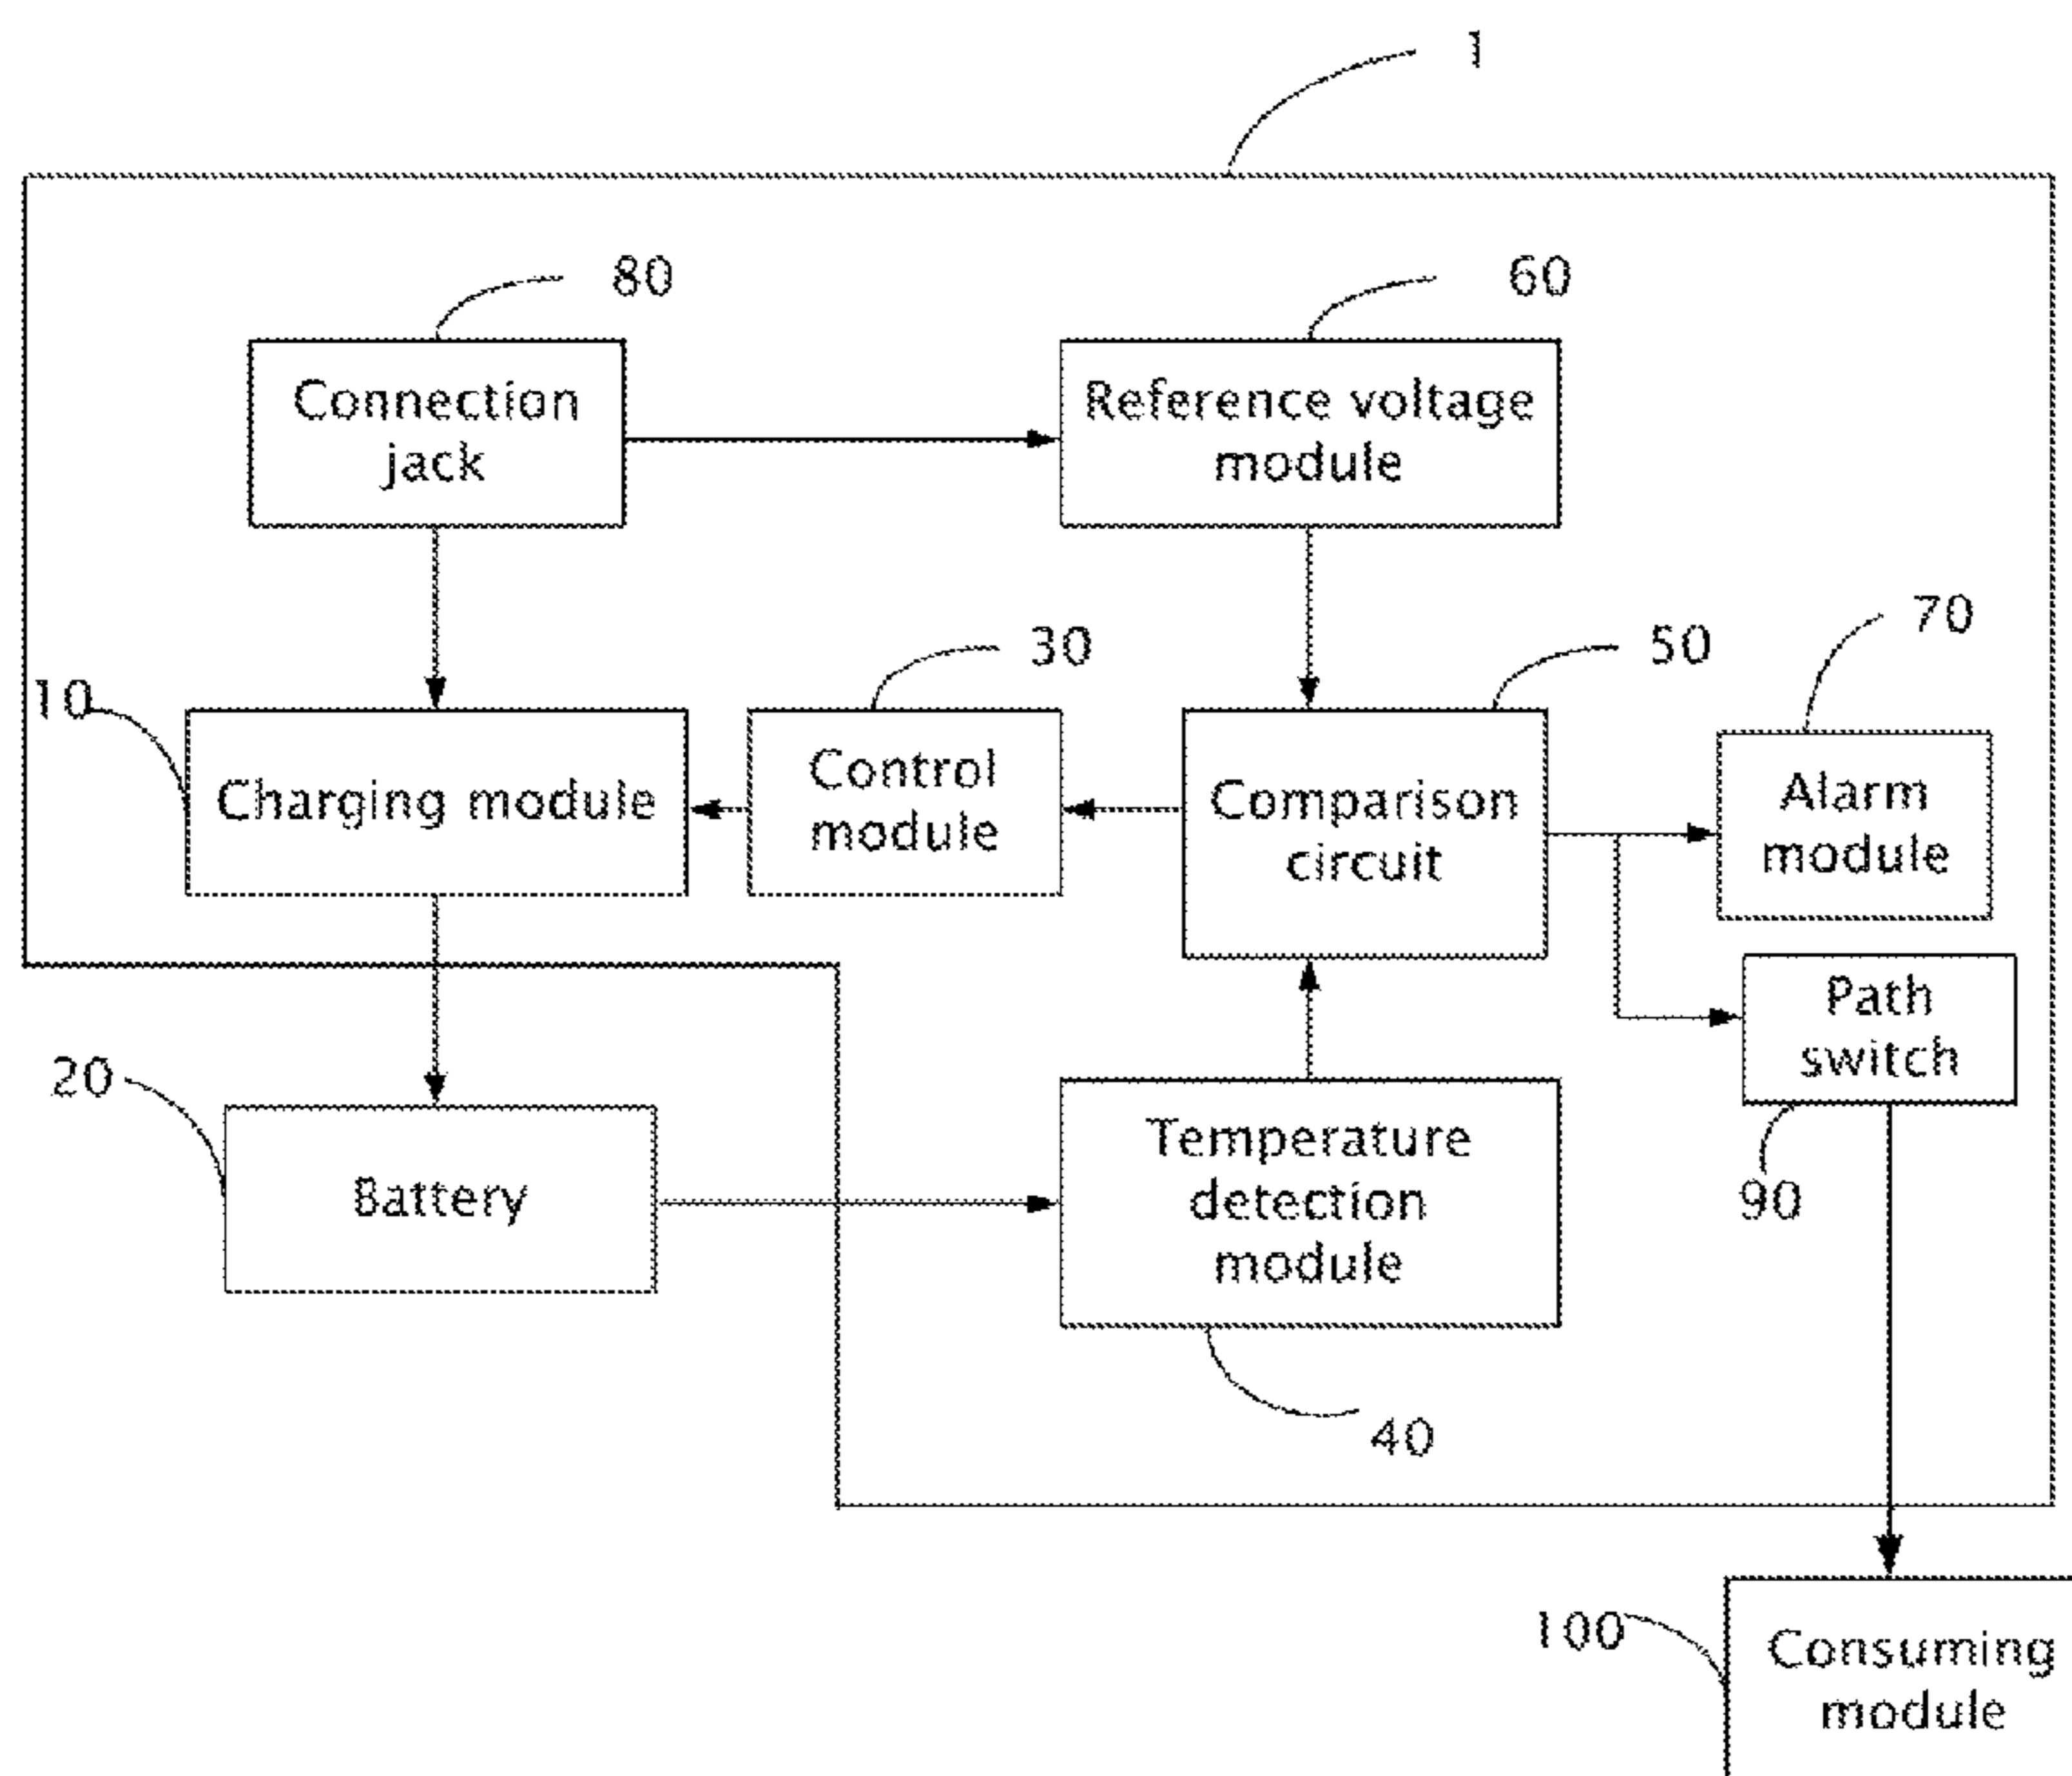 1
80
60
Connection
jack
Reference voltage
module
70
30
50
10
Charging module
Control
module
Comparison
circuit
Alarm
module
Path
switch
20
Battery
Temperature
detection
module
90
40
100
Consuming
module